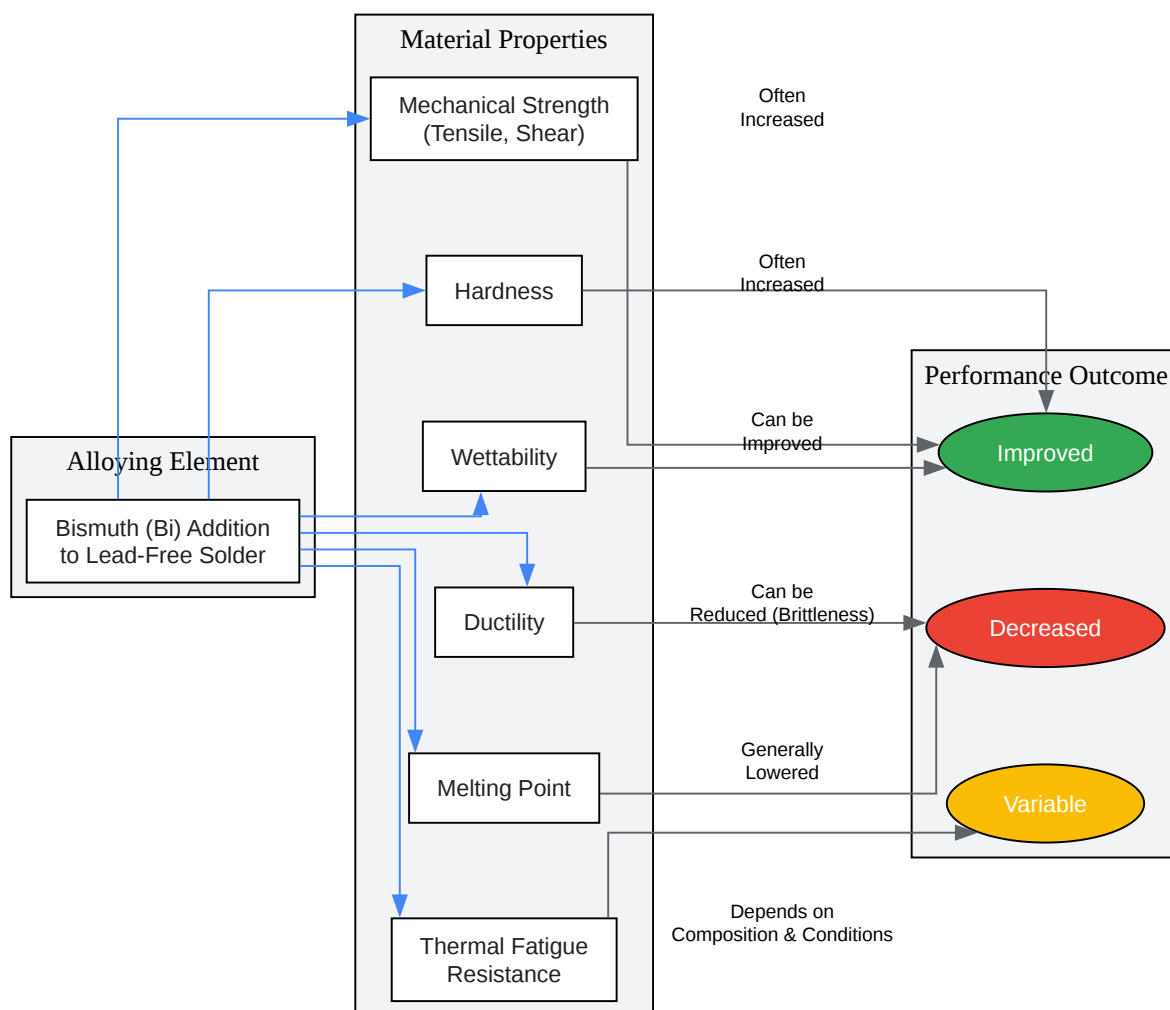 Material Properties
Mechanical Strength
(Tensile, Shear)
Often
Increased
Hardness
Often
Increased
Performance Outcome
Wettability
Can be
Improved
Improved
Alloying Element
Bismuth (Bi) Addition
to Lead-Free Solder
Ductility
Can be
Reduced (Brittleness)
Decreased
Melting Point
Generally
Lowered
Variable
Thermal Fatigue
Resistance
Depends on
Composition & Conditions